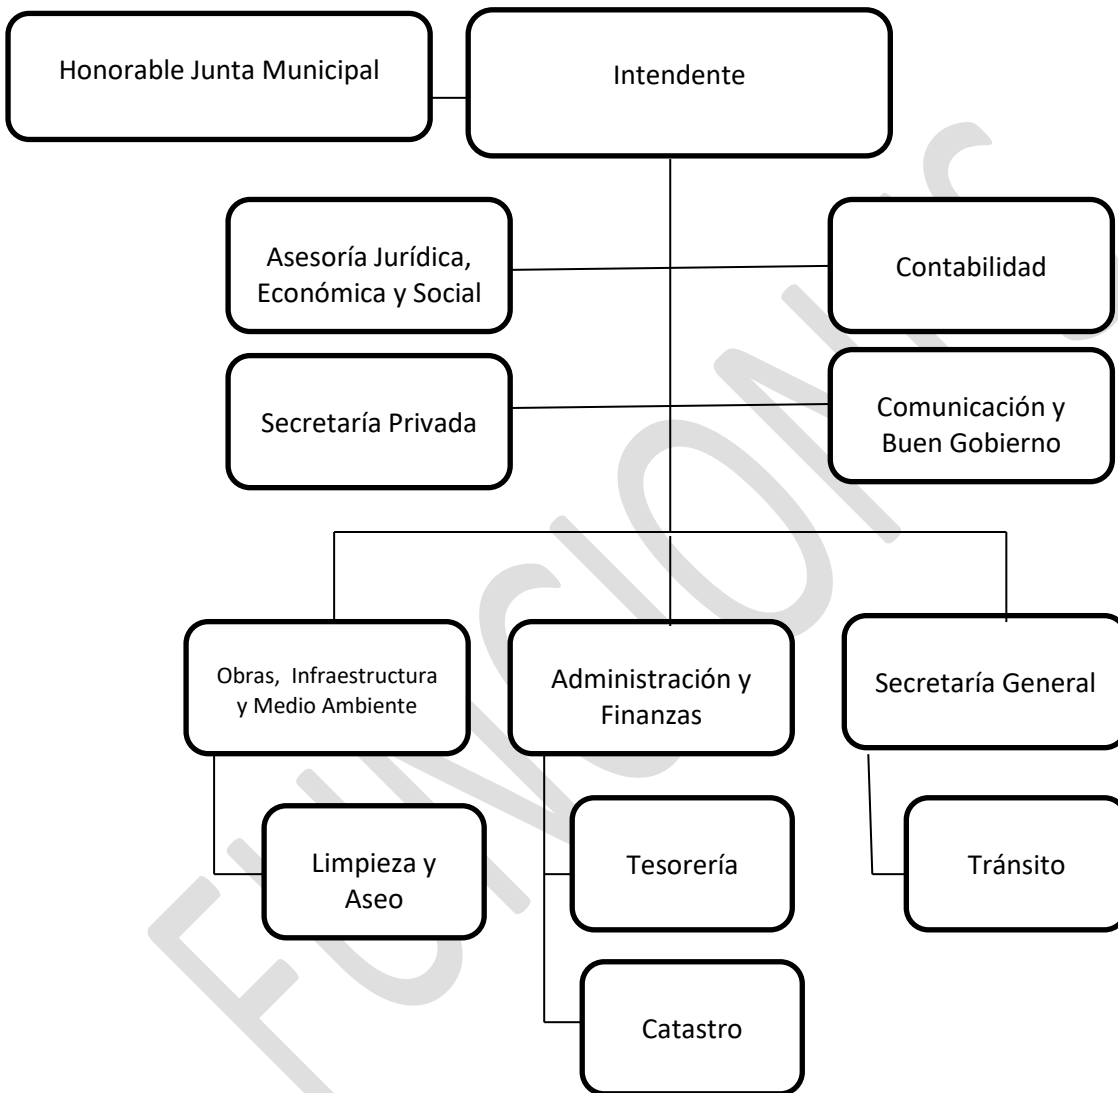 Honorable Junta Municipal
Intendente
Asesoría Jurídica,
Económica y Social
Contabilidad
Secretaría Privada
Comunicación y
Buen Gobierno
Obras, Infraestructura
y Medio Ambiente
Administración y
Finanzas
Secretaría General
Limpieza y
Aseo
Tesorería
Tránsito
Catastro